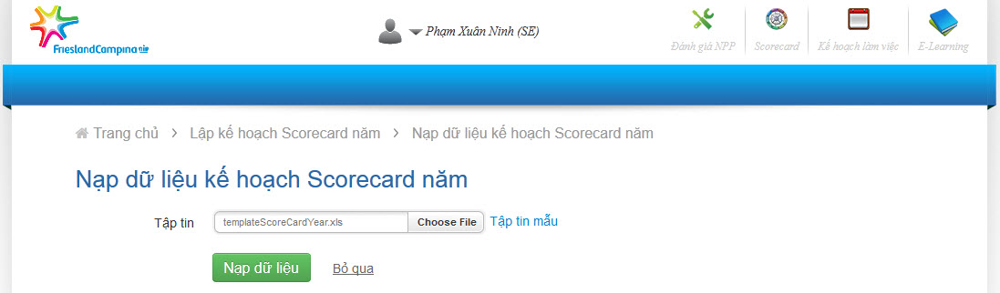 FrieslandCampina
Phạm Xuân Ninh (SE)
Đánh giá NPP
Scorecard
Kế hoạch làm việc
E-Learning
Trang chủ > Lập kế hoạch Scorecard năm > Nạp dữ liệu kế hoạch Scorecard năm
Nạp dữ liệu kế hoạch Scorecard năm
Tập tin templateScoreCardYear.xls Choose File Tập tin mẫu
Nạp dữ liệu Bỏ qua